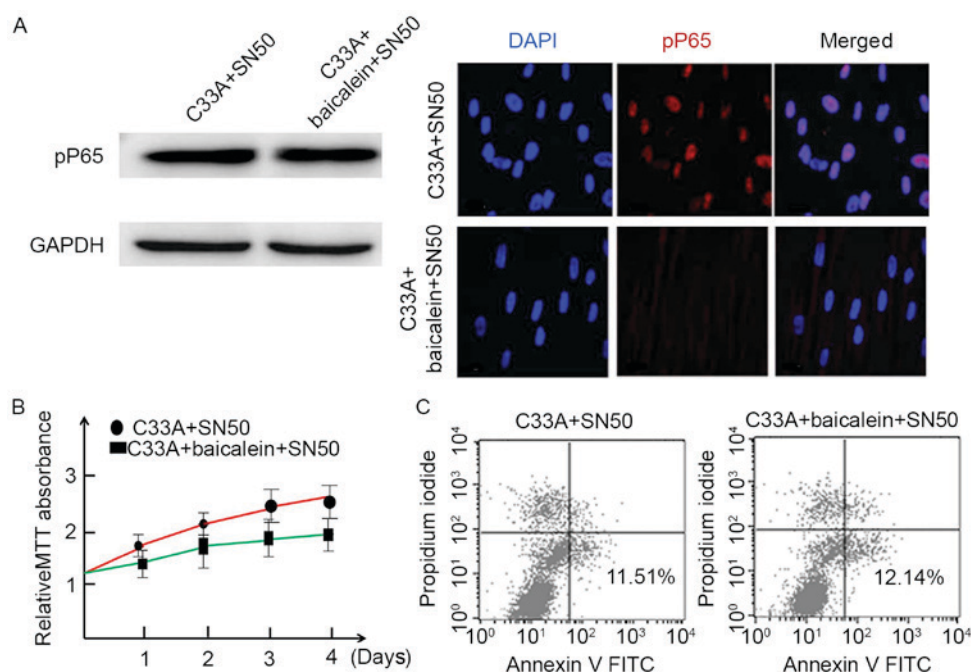 A
C33A+SN50
C33A+
baicalein+SN50
pP65
GAPDH
DAPI
pP65
Merged
C33A+SN50
C33A+
baicalein+SN50
B
RelativeMTT absorbance
3
2
1
C33A+SN50
C33A+baicalein+SN50
1 2 3 4 (Days)
C
C33A+SN50
Propidium iodide
10⁴
10³
10²
10¹
10⁰
11.51%
10⁰ 10¹ 10² 10³ 10⁴
Annexin V FITC
C33A+baicalein+SN50
Propidium iodide
10⁴
10³
10²
10¹
10⁰
12.14%
10⁰ 10¹ 10² 10³ 10⁴
Annexin V FITC